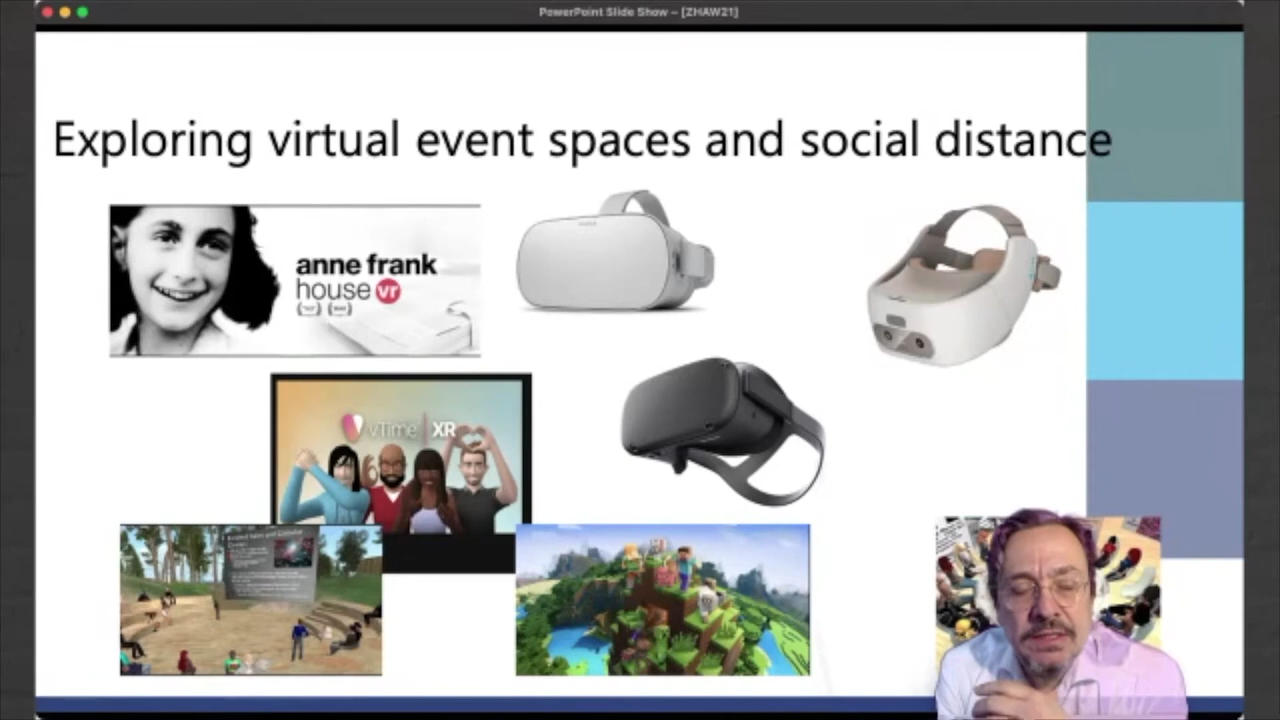 PowerPoint Slide Show – [ZHAW21]
Exploring virtual event spaces and social distance
anne frank
house vr
vTime XR